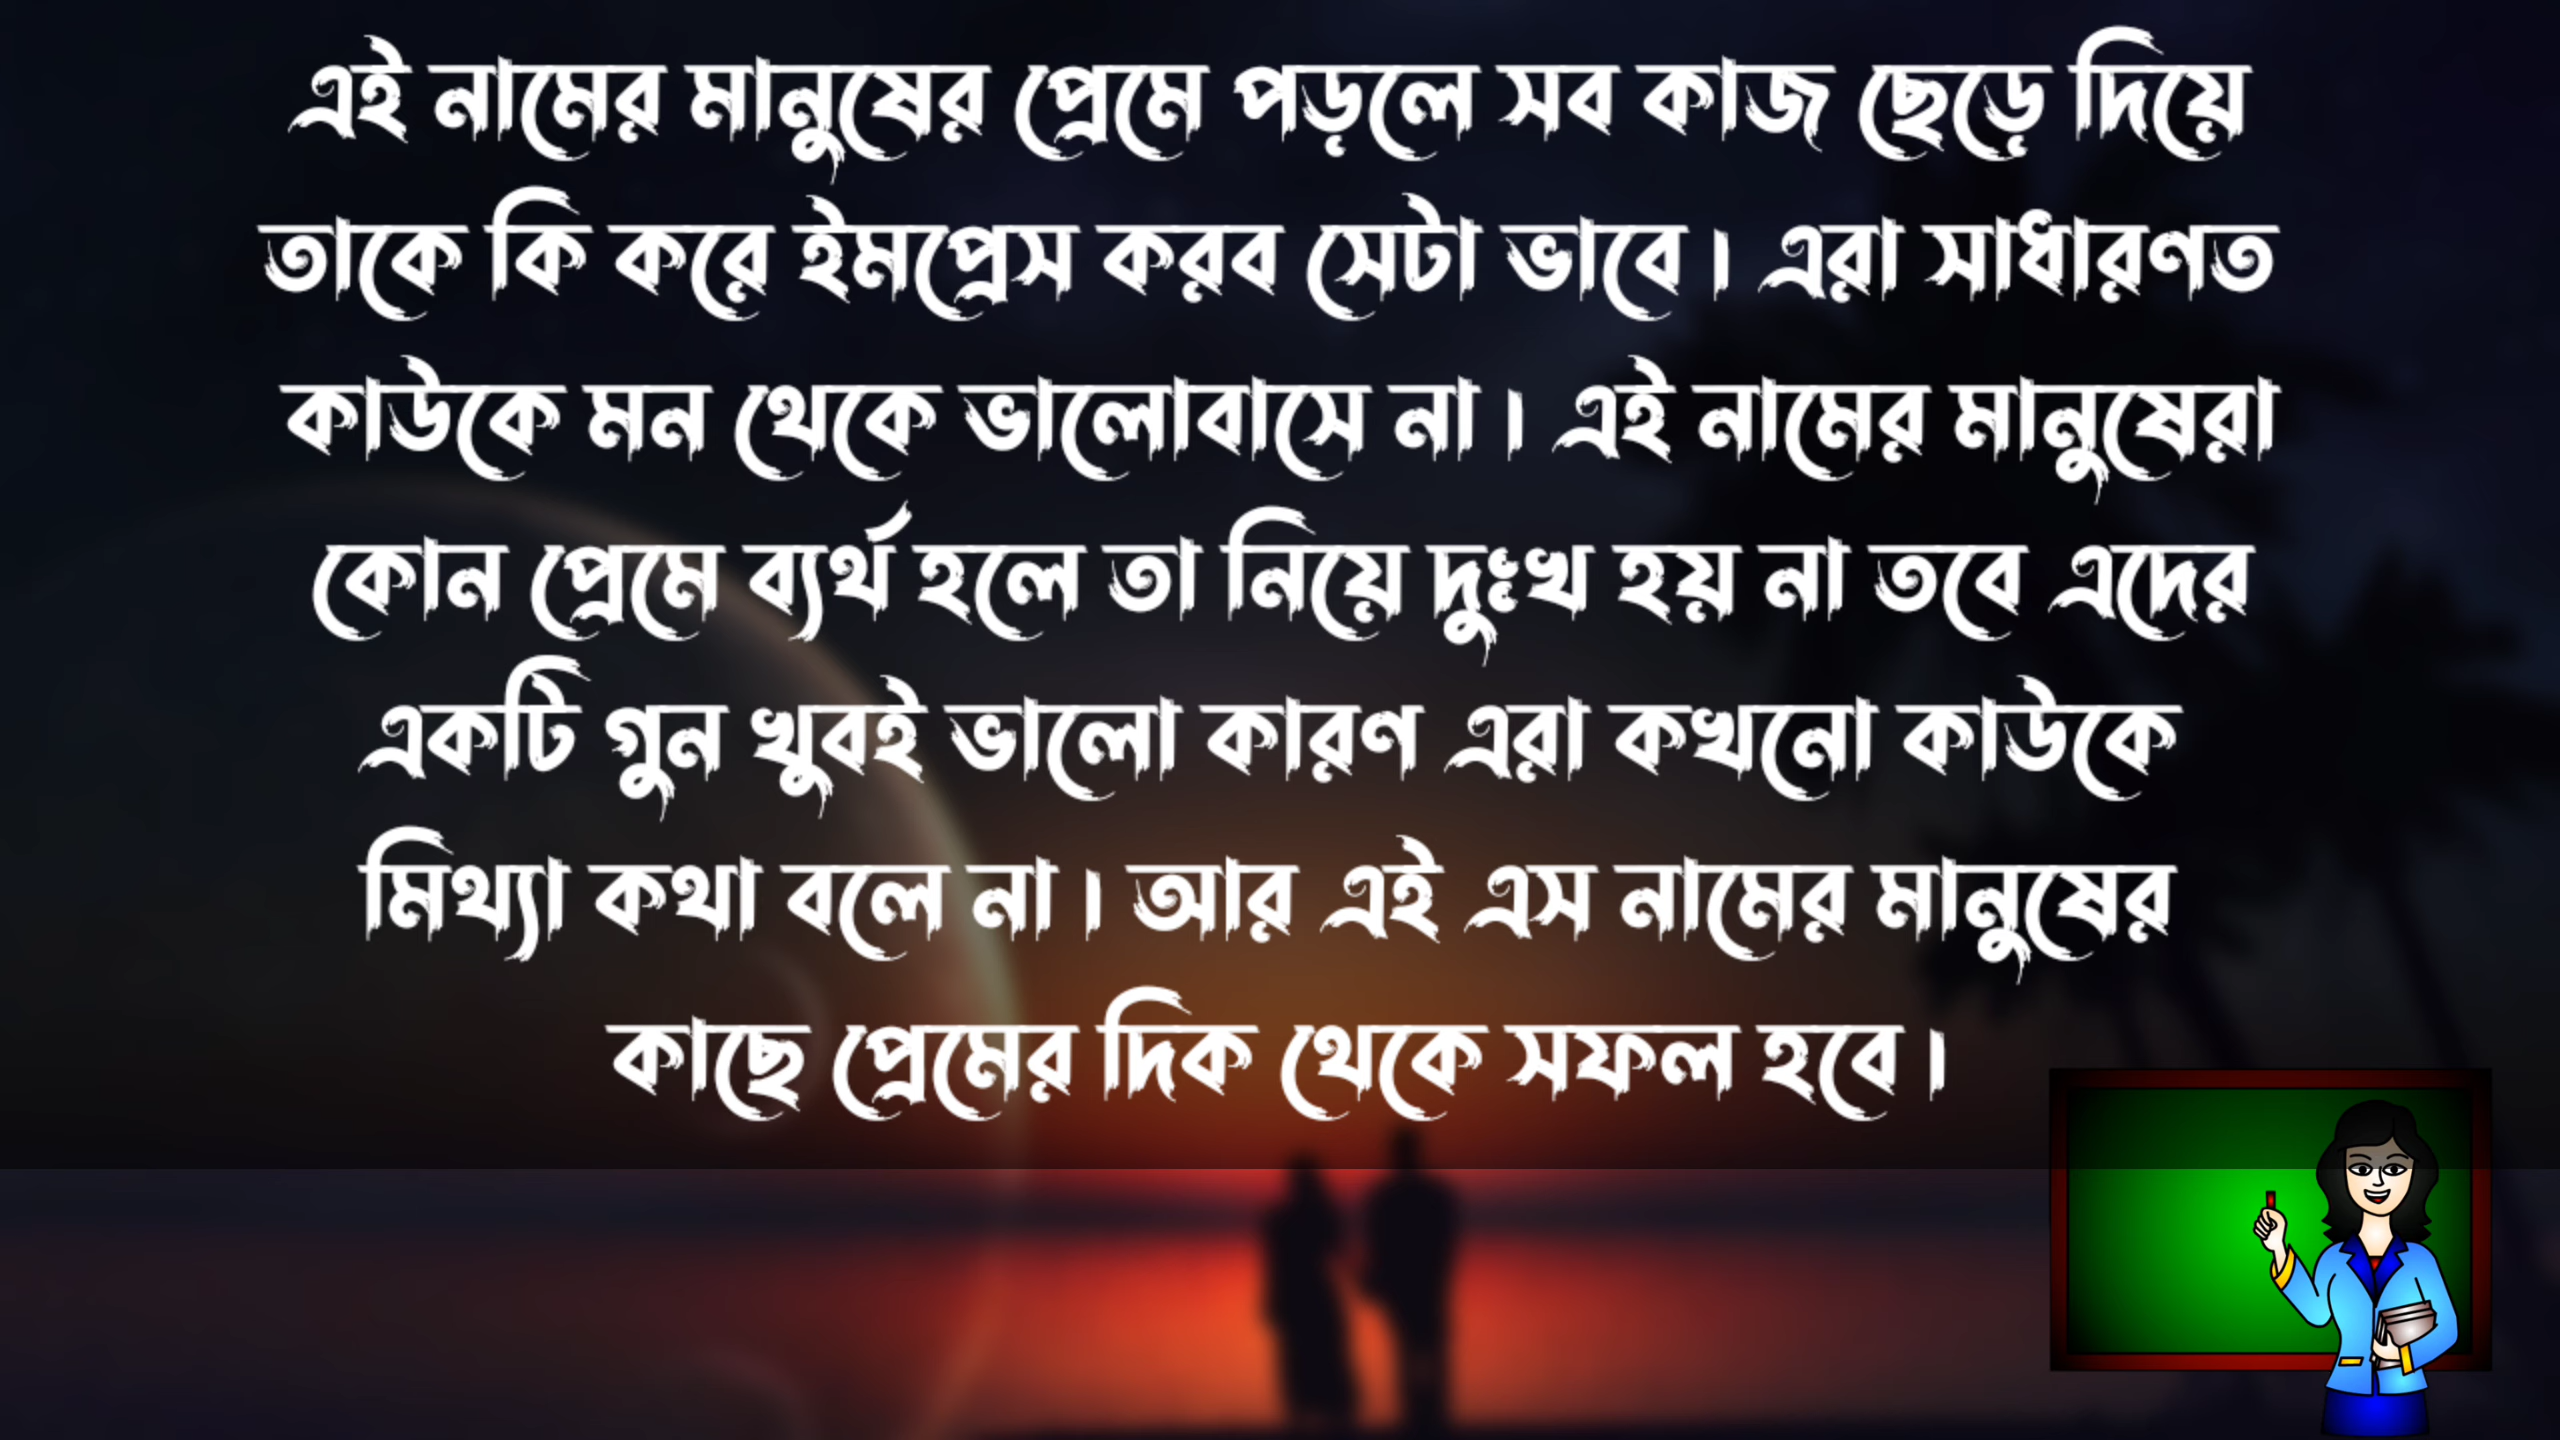 এই নামের মানুষের প্রেমে পড়লে সব কাজ ছেড়ে দিয়ে
তাকে কি করে ইমপ্রেস করব সেটা ভাবে। এরা সাধারণত
কাউকে মন থেকে ভালোবাসে না। এই নামের মানুষেরা
কোন প্রেমে ব্যর্থ হলে তা নিয়ে দুঃখ হয় না তবে এদের
একটি গুন খুবই ভালো কারণ এরা কখনো কাউকে
মিথ্যা কথা বলে না। আর এই এস নামের মানুষের
কাছে প্রেমের দিক থেকে সফল হবে।